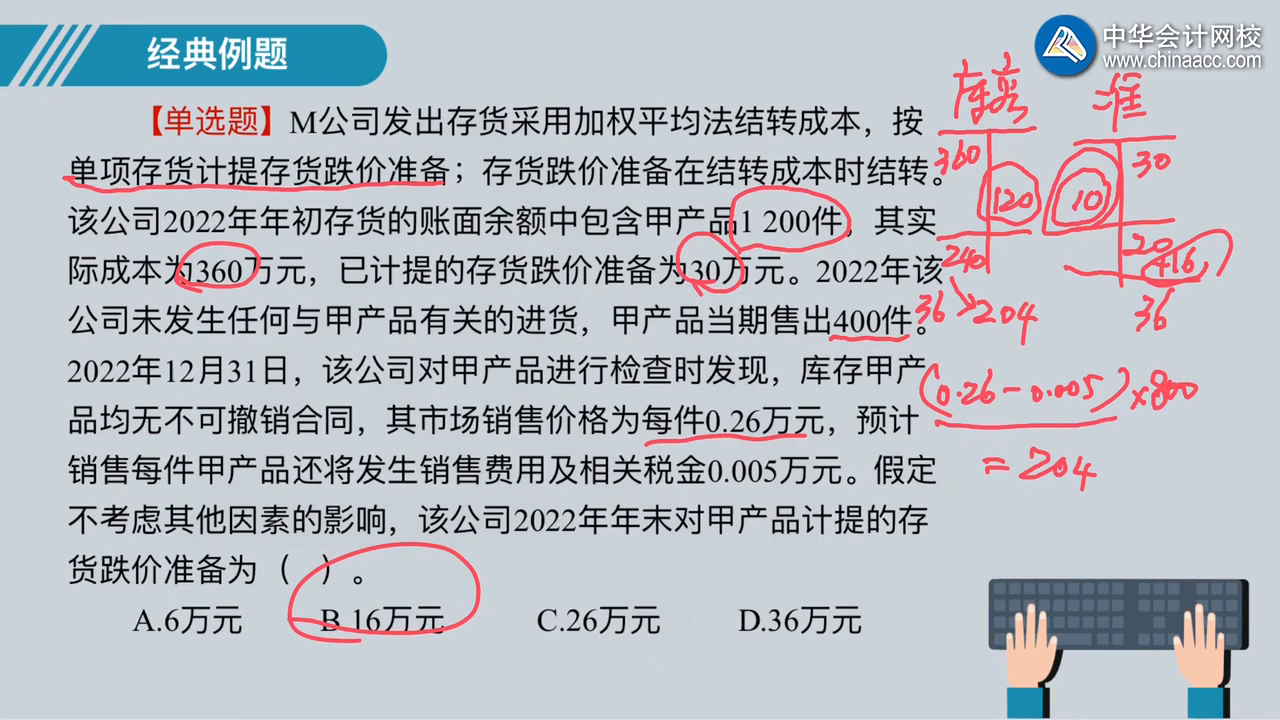 经典例题
中华会计网校
www.chinaacc.com
【单选题】M公司发出存货采用加权平均法结转成本，按
单项存货计提存货跌价准备；存货跌价准备在结转成本时结转。
该公司2022年年初存货的账面余额中包含甲产品1 200件，其实
际成本为360万元，已计提的存货跌价准备为30万元。2022年该
公司未发生任何与甲产品有关的进货，甲产品当期售出400件。
2022年12月31日，该公司对甲产品进行检查时发现，库存甲产
品均无不可撤销合同，其市场销售价格为每件0.26万元，预计
销售每件甲产品还将发生销售费用及相关税金0.005万元。假定
不考虑其他因素的影响，该公司2022年年末对甲产品计提的存
货跌价准备为（ ）。
A.6万元 B.16万元 C.26万元 D.36万元
准
360 30
120 10
240 20
+16
36 204 36
(0.26-0.005)×800
=204